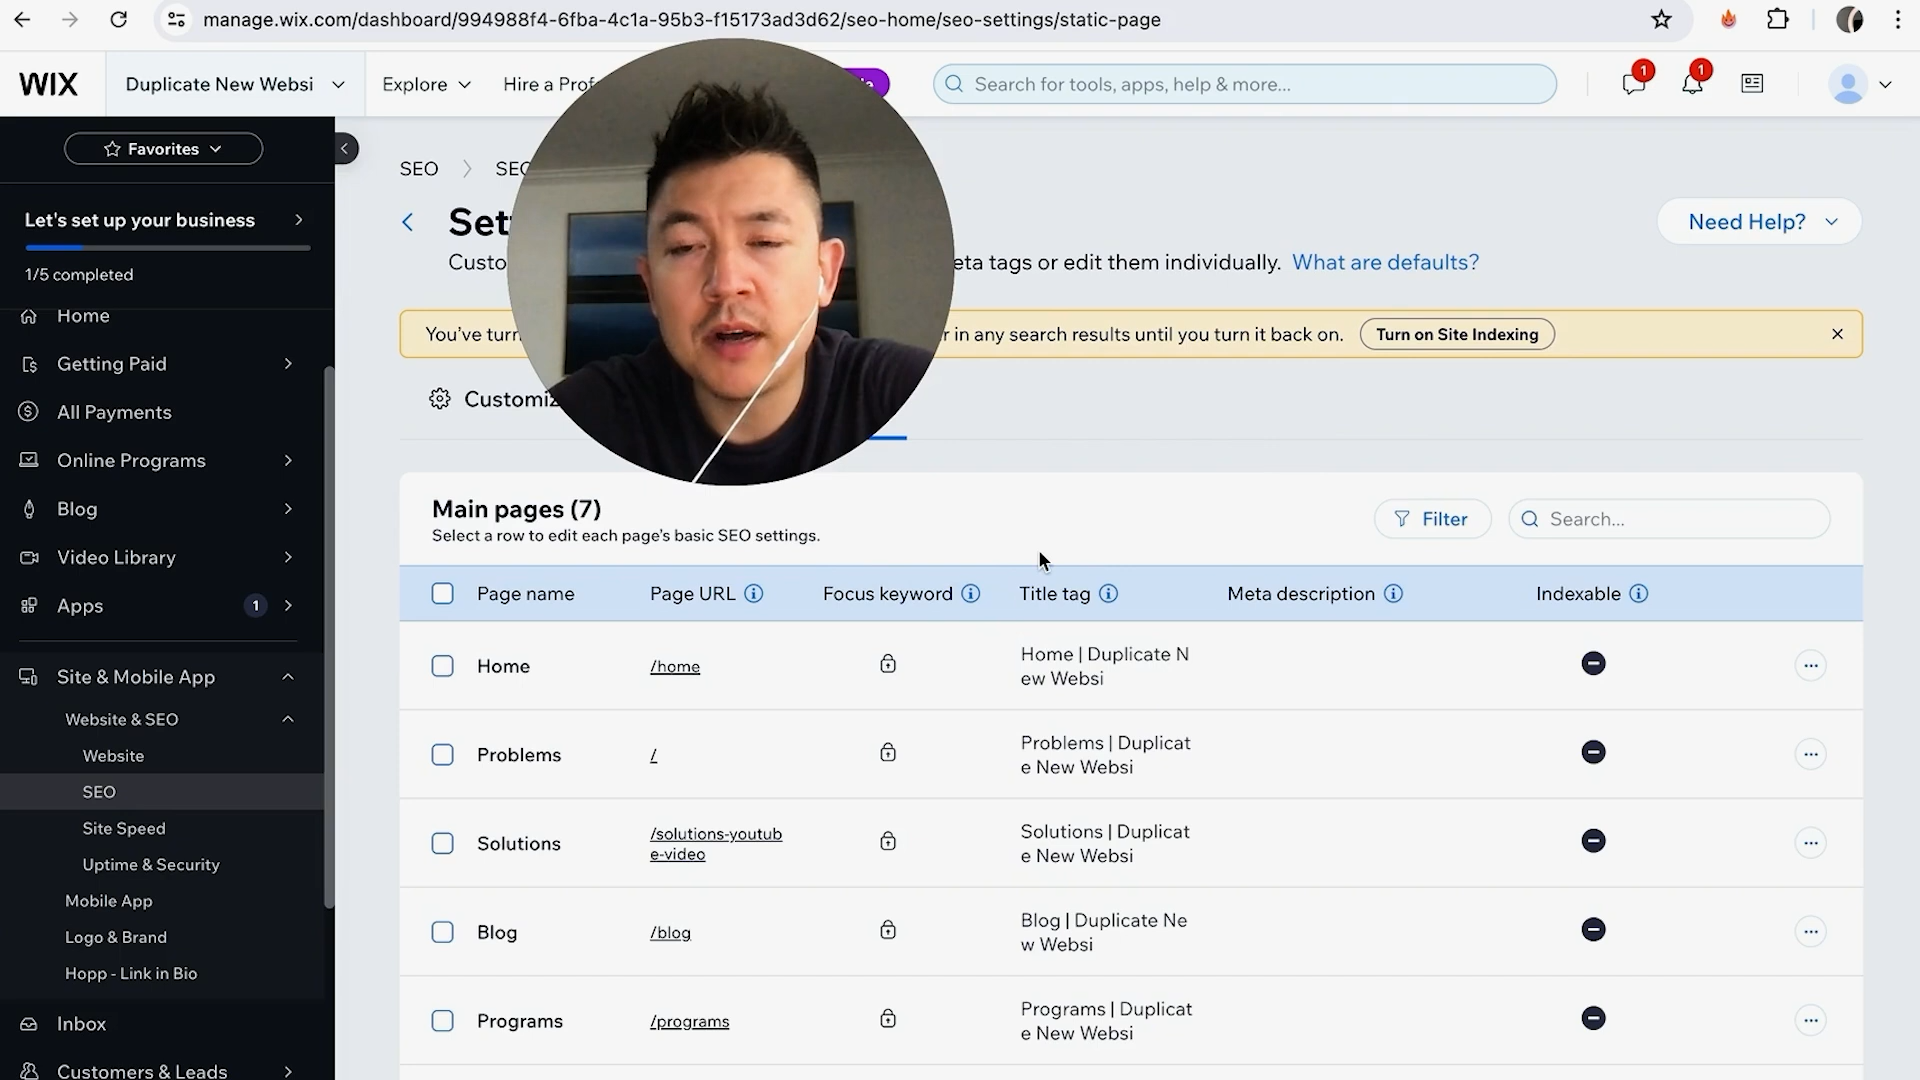 manage.wix.com/dashboard/994988f4-6fba-4c1a-95b3-f15173ad3d62/seo-home/seo-settings/static-page
WIX
Duplicate New Websi
Explore
Hire a
Search for tools, apps, help & more...
1
1
Favorites
Let's set up your business
1/5 completed
Home
Getting Paid
All Payments
Online Programs
Blog
Video Library
Apps
1
Site & Mobile App
Website & SEO
Website
SEO
Site Speed
Uptime & Security
Mobile App
Logo & Brand
Hopp - Link in Bio
Inbox
Customers & Leads
SEO
Need Help?
tags or edit them individually. What are defaults?
You've
in any search results until you turn it back on.
Turn on Site Indexing
Main pages (7)
Select a row to edit each page's basic SEO settings.
Filter
Search...
Page name
Page URL
Focus keyword
Title tag
Meta description
Indexable
Home
/home
Home | Duplicate N
ew Websi
Problems
/
Problems | Duplicat
e New Websi
Solutions
/solutions-youtub
e-video
Solutions | Duplicat
e New Websi
Blog
/blog
Blog | Duplicate Ne
w Websi
Programs
/programs
Programs | Duplicat
e New Websi